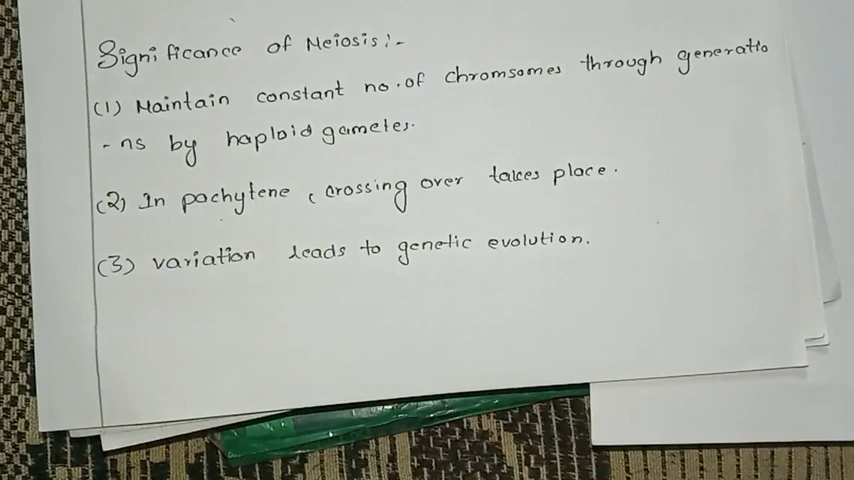 Significance of Meiosis:-
(1) Maintain constant no. of chromsomes through generatio
- ns by haploid gametes.
(2) In pachytene, crossing over takes place.
(3) variation leads to genetic evolution.